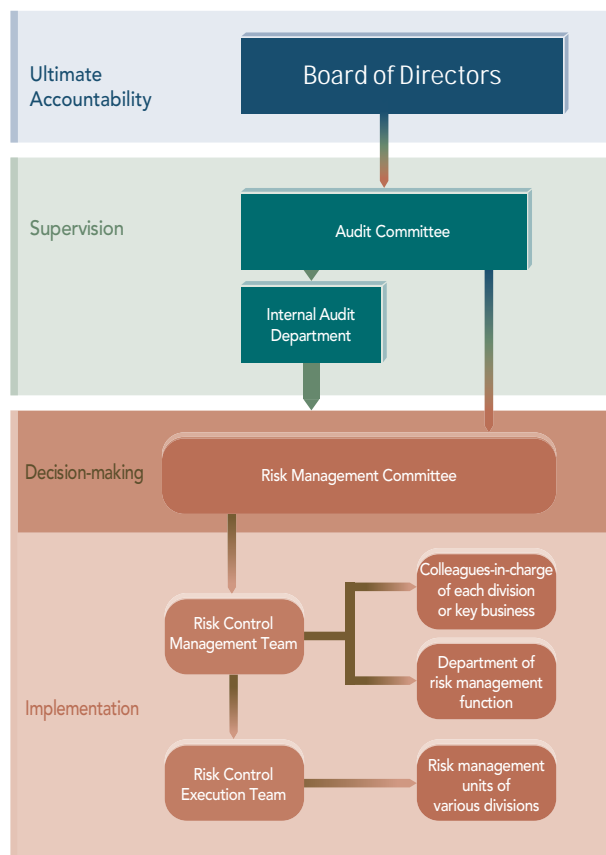 Ultimate
Accountability
Board of Directors
Supervision
Audit Committee
Internal Audit
Department
Decision-making
Risk Management Committee
Implementation
Risk Control
Management Team
Colleagues-in-charge
of each division
or key business
Department of
risk management
function
Risk Control
Execution Team
Risk management
units of
various divisions